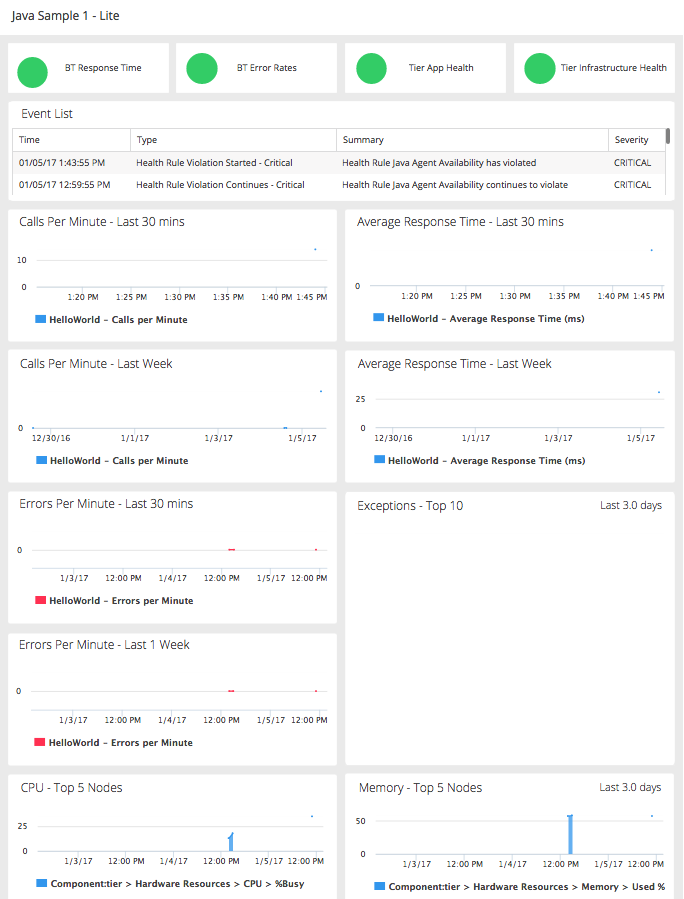 Java Sample 1 - Lite
BT Response Time
BT Error Rates
Tier App Health
Tier Infrastructure Health
Event List
Time Type Summary Severity
01/05/17 1:43:55 PM Health Rule Violation Started - Critical Health Rule Java Agent Availability has violated CRITICAL
01/05/17 12:59:55 PM Health Rule Violation Continues - Critical Health Rule Java Agent Availability continues to violate CRITICAL
Calls Per Minute - Last 30 mins
10
0
1:20 PM 1:25 PM 1:30 PM 1:35 PM 1:40 PM 1:45 PM
HelloWorld – Calls per Minute
Average Response Time - Last 30 mins
0
1:20 PM 1:25 PM 1:30 PM 1:35 PM 1:40 PM 1:45 PM
HelloWorld – Average Response Time (ms)
Calls Per Minute - Last Week
0
12/30/16 1/1/17 1/3/17 1/5/17
HelloWorld – Calls per Minute
Average Response Time - Last Week
25
0
12/30/16 1/1/17 1/3/17 1/5/17
HelloWorld – Average Response Time (ms)
Errors Per Minute - Last 30 mins
0
1/3/17 12:00 PM 1/4/17 12:00 PM 1/5/17 12:00 PM
HelloWorld – Errors per Minute
Exceptions - Top 10 Last 3.0 days
Errors Per Minute - Last 1 Week
0
1/3/17 12:00 PM 1/4/17 12:00 PM 1/5/17 12:00 PM
HelloWorld – Errors per Minute
CPU - Top 5 Nodes
25
0
1/3/17 12:00 PM 1/4/17 12:00 PM 1/5/17 12:00 PM
Component:tier > Hardware Resources > CPU > %Busy
Memory - Top 5 Nodes Last 3.0 days
50
0
1/3/17 12:00 PM 1/4/17 12:00 PM 1/5/17 12:00 PM
Component:tier > Hardware Resources > Memory > Used %